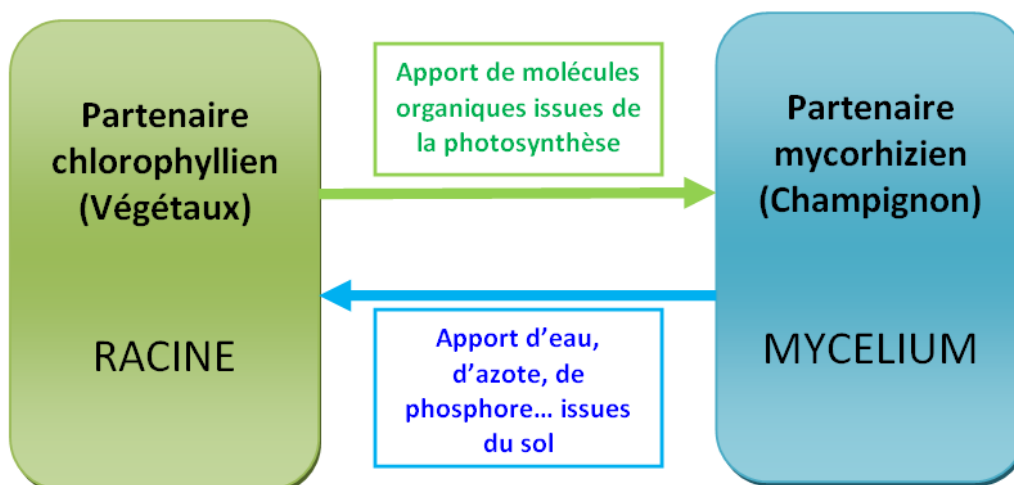 Partenaire
chlorophyllien
(Végétaux)
RACINE
Apport de molécules
organiques issues de
la photosynthèse
Apport d’eau,
d’azote, de
phosphore... issues
du sol
Partenaire
mycorhizien
(Champignon)
MYCELIUM